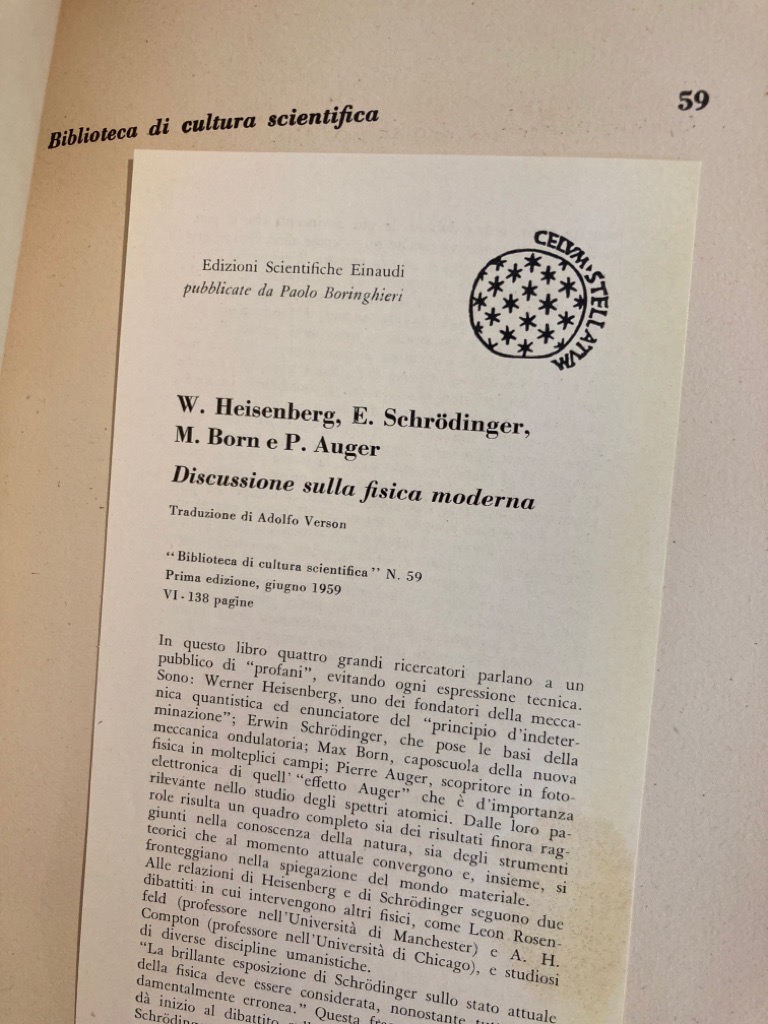 Biblioteca di cultura scientifica
59
Edizioni Scientifiche Einaudi
pubblicate da Paolo Boringhieri
CELVM · STELLATVM
W. Heisenberg, E. Schrödinger,
M. Born e P. Auger
Discussione sulla fisica moderna
Traduzione di Adolfo Verson
“Biblioteca di cultura scientifica” N. 59
Prima edizione, giugno 1959
VI - 138 pagine
In questo libro quattro grandi ricercatori parlano a un
pubblico di “profani”, evitando ogni espressione tecnica.
Sono: Werner Heisenberg, uno dei fondatori della mecca-
nica quantistica ed enunciatore del “principio d'indeter-
minazione”; Erwin Schrödinger, che pose le basi della
meccanica ondulatoria; Max Born, caposcuola della nuova
fisica in molteplici campi; Pierre Auger, scopritore in foto-
elettronica di quell' “effetto Auger” che è d'importanza
rilevante nello studio degli spettri atomici. Dalle loro pa-
role risulta un quadro completo sia dei risultati finora rag-
giunti nella conoscenza della natura, sia degli strumenti
teorici che al momento attuale convergono e, insieme, si
fronteggiano nella spiegazione del mondo materiale.
Alle relazioni di Heisenberg e di Schrödinger seguono due
dibattiti in cui intervengono altri fisici, come Leon Rosen-
feld (professore nell'Università di Manchester) e A. H.
Compton (professore nell'Università di Chicago), e studiosi
di diverse discipline umanistiche.
“La brillante esposizione di Schrödinger sullo stato attuale
della fisica deve essere considerata, nonostante
damentalmente erronea.” Questa
dà inizio al dibattito